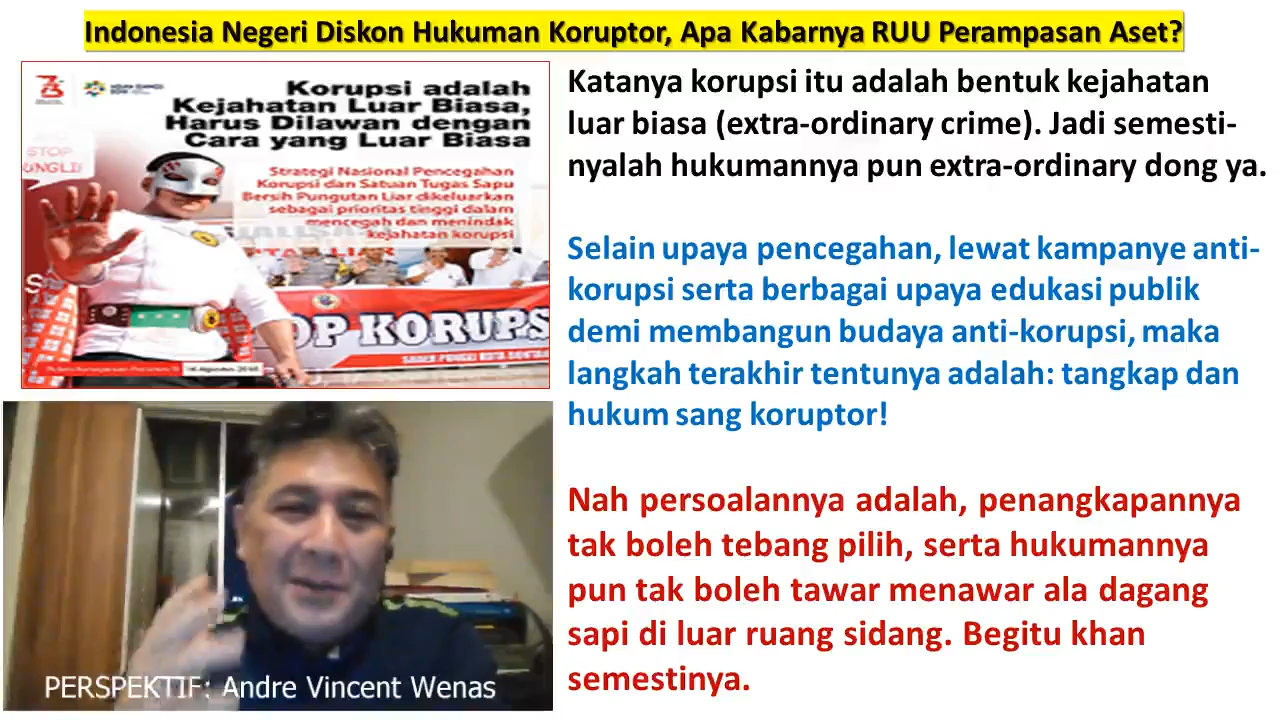 Indonesia Negeri Diskon Hukuman Koruptor, Apa Kabarnya RUU Perampasan Aset?
Korupsi adalah
Kejahatan Luar Biasa,
Harus Dilawan dengan
Cara yang Luar Biasa
Strategi Nasional Pencegahan
Korupsi dan Satuan Tugas Sapu
Bersih Pungutan Liar dikeluarkan
sebagai prioritas tinggi dalam
mencegah dan menindak
kejahatan korupsi
STOP
UNGLI
OP KORUPS
PERSPEKTIF: Andre Vincent Wenas
Katanya korupsi itu adalah bentuk kejahatan
luar biasa (extra-ordinary crime). Jadi semesti-
nyalah hukumannya pun extra-ordinary dong ya.
Selain upaya pencegahan, lewat kampanye anti-
korupsi serta berbagai upaya edukasi publik
demi membangun budaya anti-korupsi, maka
langkah terakhir tentunya adalah: tangkap dan
hukum sang koruptor!
Nah persoalannya adalah, penangkapannya
tak boleh tebang pilih, serta hukumannya
pun tak boleh tawar menawar ala dagang
sapi di luar ruang sidang. Begitu khan
semestinya.